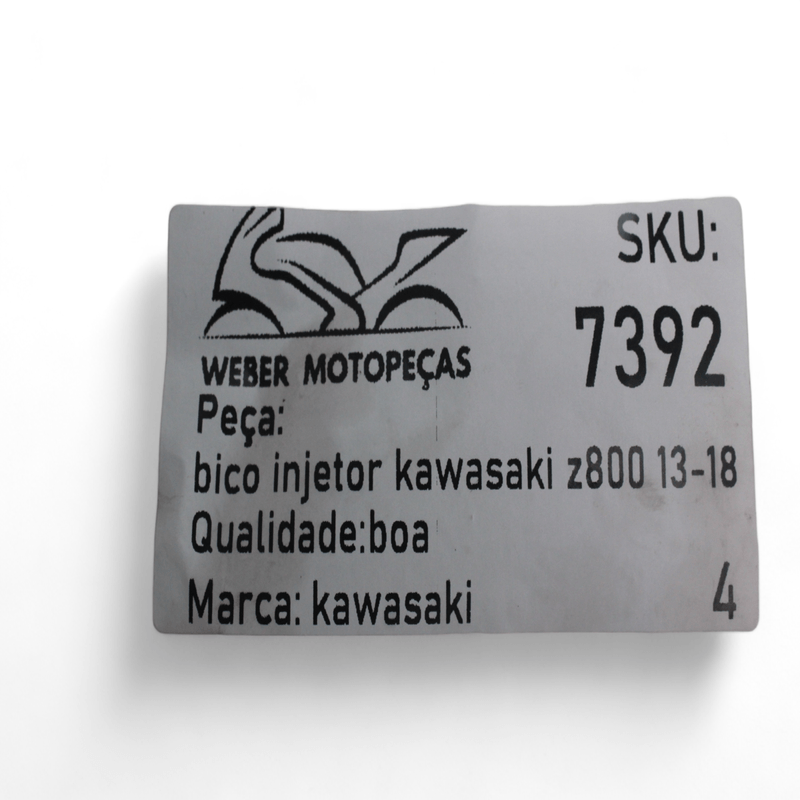 SKU:
7392
WEBER MOTOPEÇAS
Peça:
bico injetor kawasaki z800 13-18
Qualidade:boa
Marca: kawasaki
4